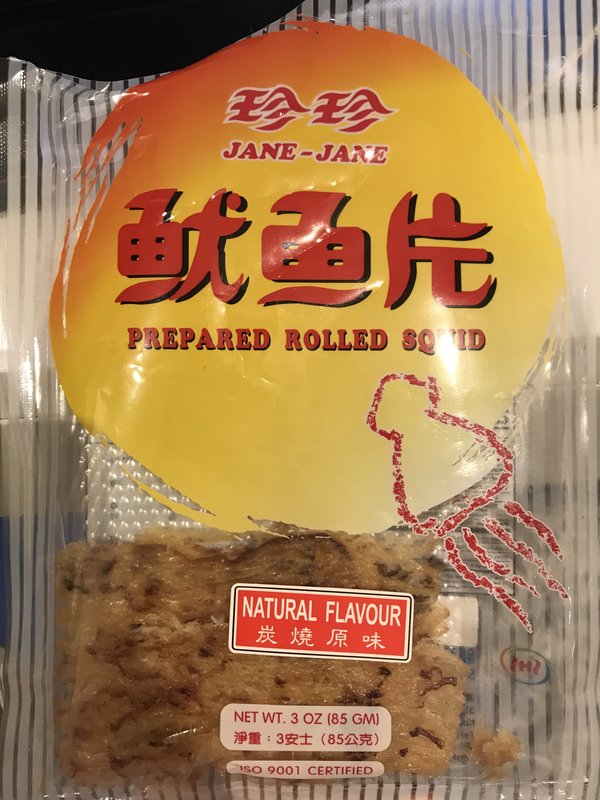 珍珍
JANE-JANE
魷魚片
PREPARED ROLLED SQUID
NATURAL FLAVOUR
炭燒原味
NET WT. 3 OZ (85 GM)
淨重：3安士（85公克）
ISO 9001 CERTIFIED